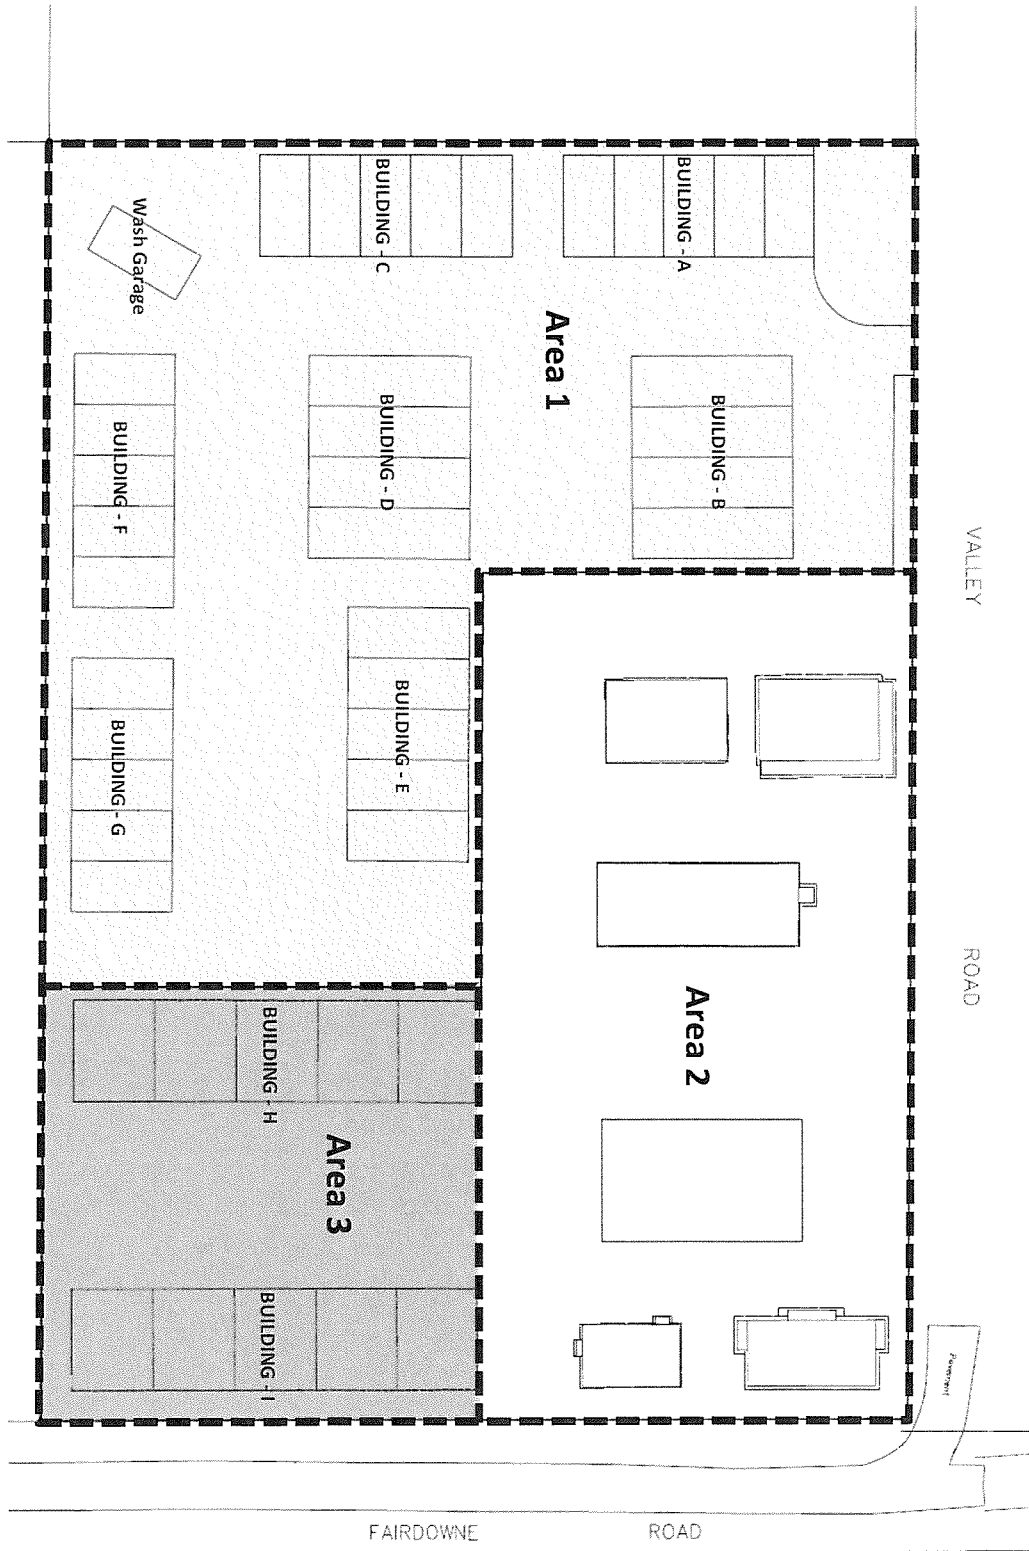 BUILDING - C
BUILDING - A
Wash Garage
Area 1
BUILDING - F
BUILDING - D
BUILDING - B
VALLEY ROAD
BUILDING - G
BUILDING - E
Area 2
BUILDING - H
Area 3
BUILDING - I
Pavement
FAIRDOWNE ROAD